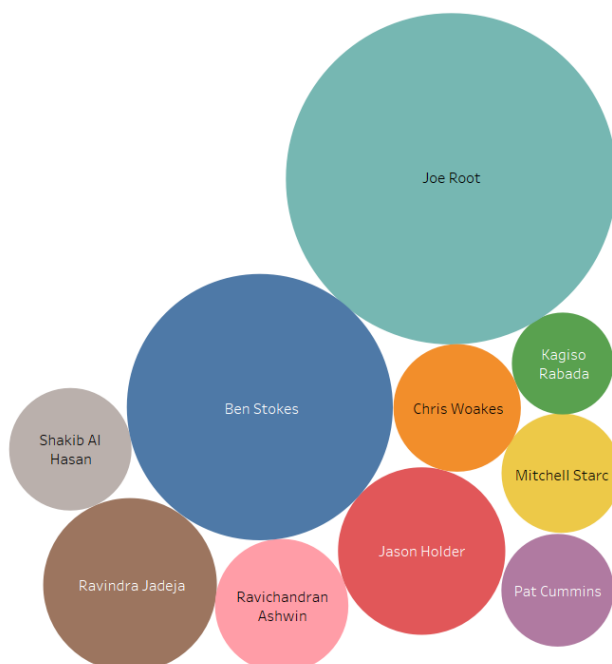 Joe Root
Kagiso
Rabada
Ben Stokes
Chris Woakes
Shakib Al
Hasan
Mitchell Starc
Jason Holder
Ravindra Jadeja
Ravichandran
Ashwin
Pat Cummins